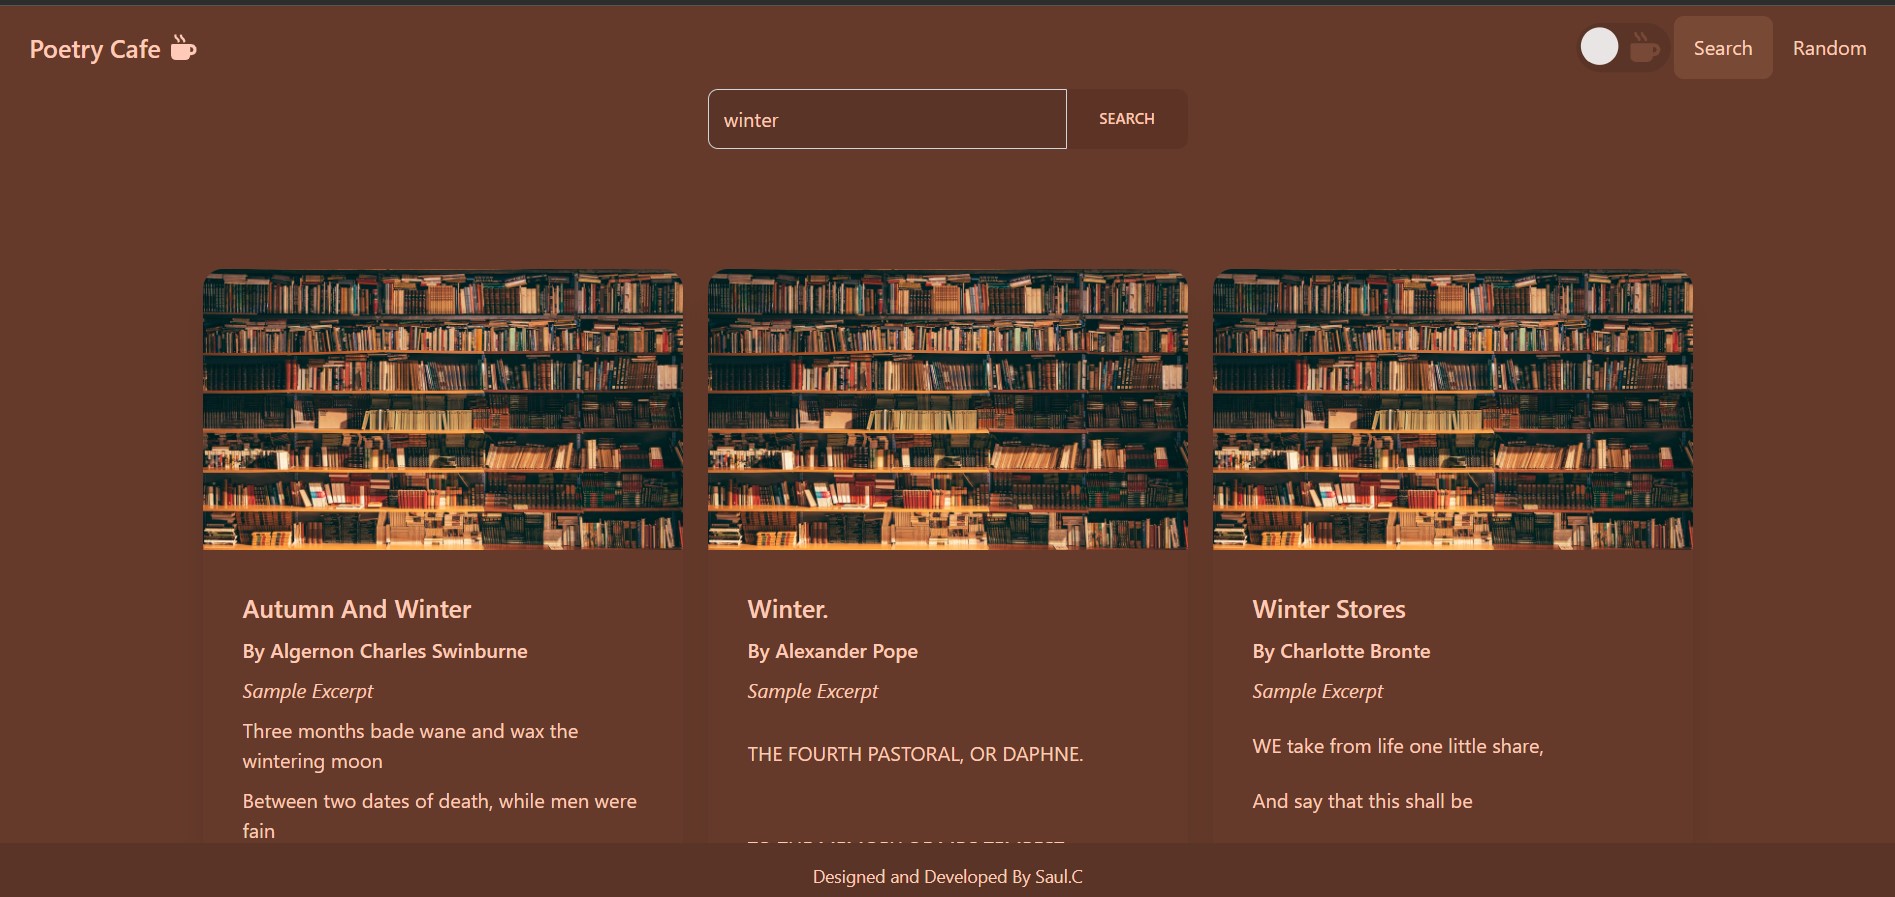 Poetry Cafe
Search
Random
winter
SEARCH
Autumn And Winter
By Algernon Charles Swinburne
Sample Excerpt
Three months bade wane and wax the
wintering moon
Between two dates of death, while men were
fain
Winter.
By Alexander Pope
Sample Excerpt
THE FOURTH PASTORAL, OR DAPHNE.
Winter Stores
By Charlotte Bronte
Sample Excerpt
WE take from life one little share,
And say that this shall be
Designed and Developed By Saul.C